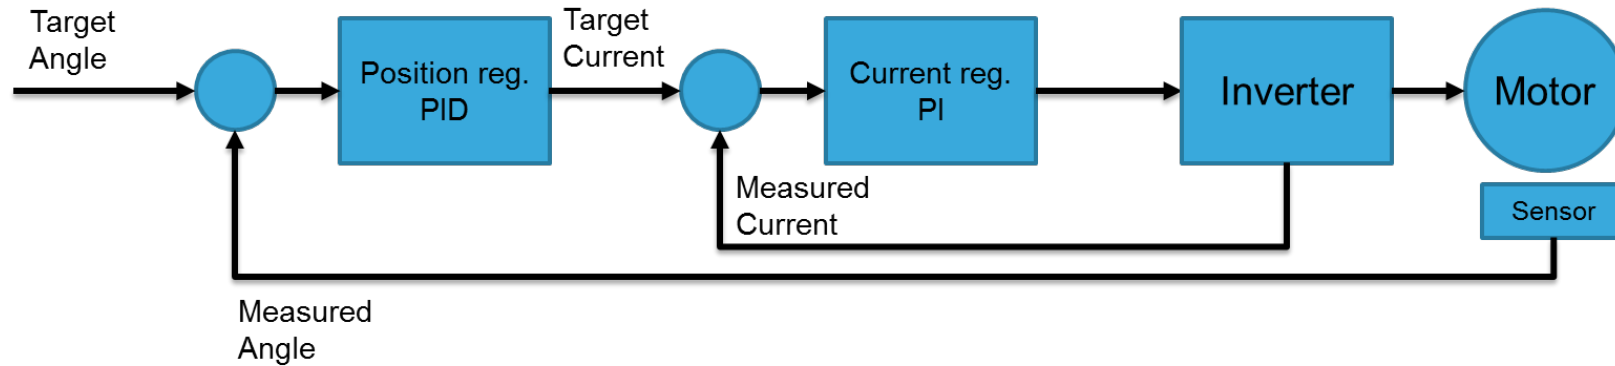 Target
Angle
Position reg.
PID
Target
Current
Current reg.
PI
Inverter
Motor
Measured
Current
Sensor
Measured
Angle